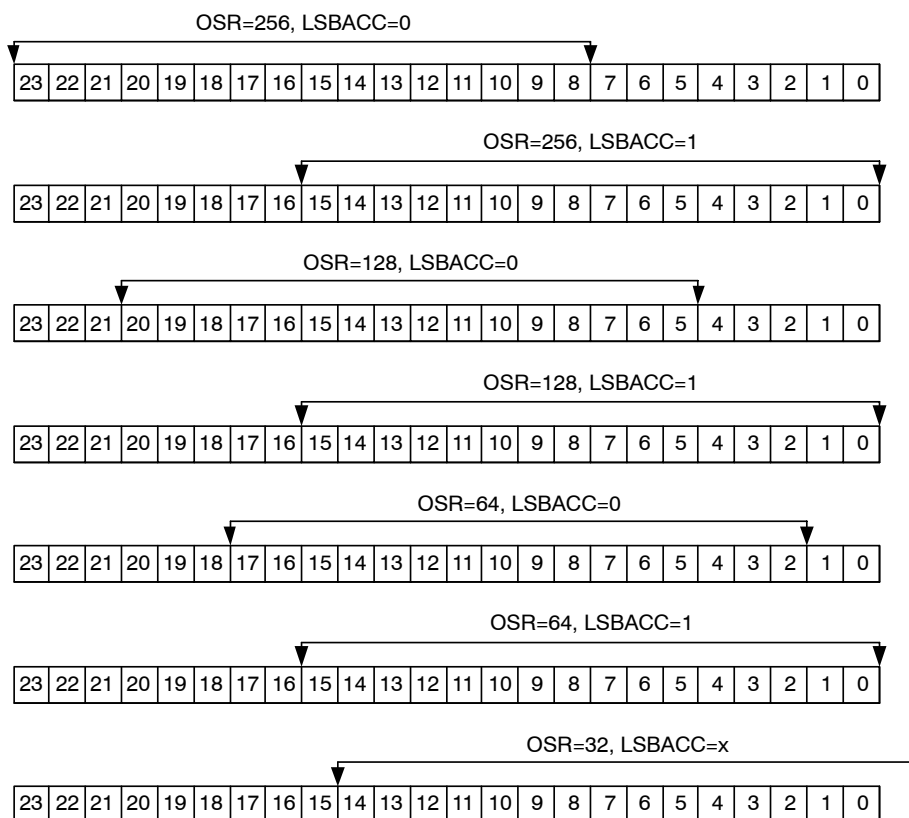 OSR=256, LSBACC=0
23 22 21 20 19 18 17 16 15 14 13 12 11 10 9 8 7 6 5 4 3 2 1 0
OSR=256, LSBACC=1
23 22 21 20 19 18 17 16 15 14 13 12 11 10 9 8 7 6 5 4 3 2 1 0
OSR=128, LSBACC=0
23 22 21 20 19 18 17 16 15 14 13 12 11 10 9 8 7 6 5 4 3 2 1 0
OSR=128, LSBACC=1
23 22 21 20 19 18 17 16 15 14 13 12 11 10 9 8 7 6 5 4 3 2 1 0
OSR=64, LSBACC=0
23 22 21 20 19 18 17 16 15 14 13 12 11 10 9 8 7 6 5 4 3 2 1 0
OSR=64, LSBACC=1
23 22 21 20 19 18 17 16 15 14 13 12 11 10 9 8 7 6 5 4 3 2 1 0
OSR=32, LSBACC=x
23 22 21 20 19 18 17 16 15 14 13 12 11 10 9 8 7 6 5 4 3 2 1 0